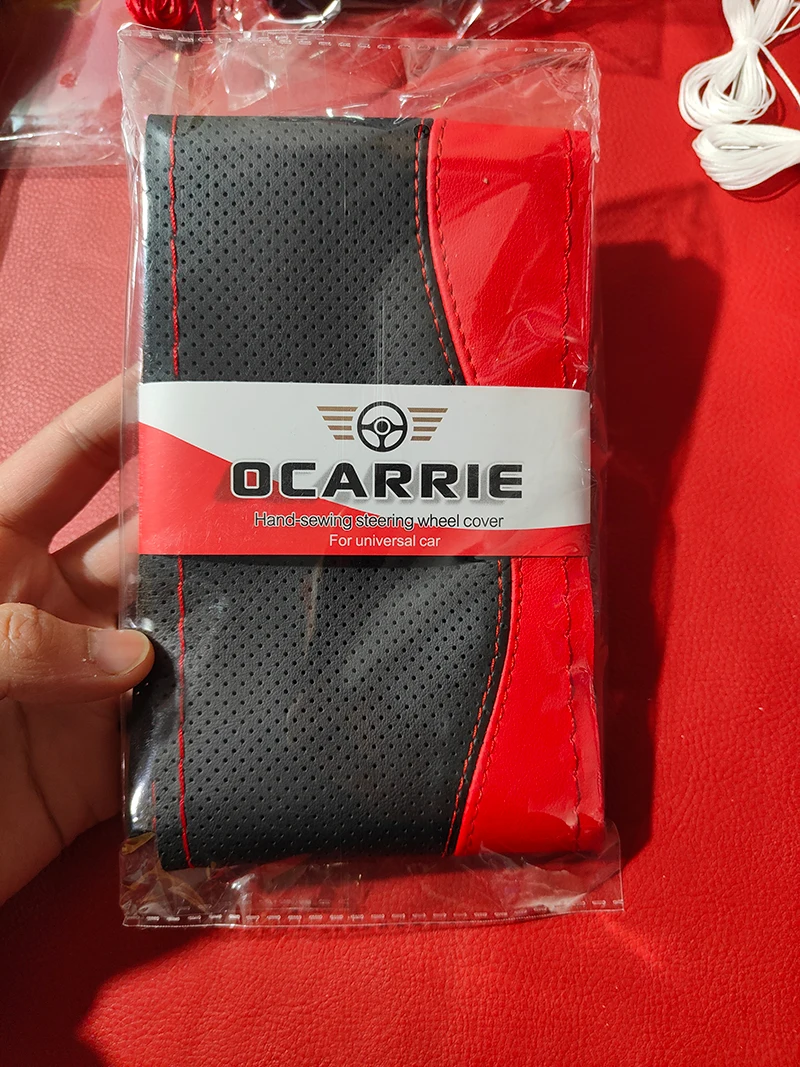 OCARRIE
Hand-sewing steering wheel cover
For universal car